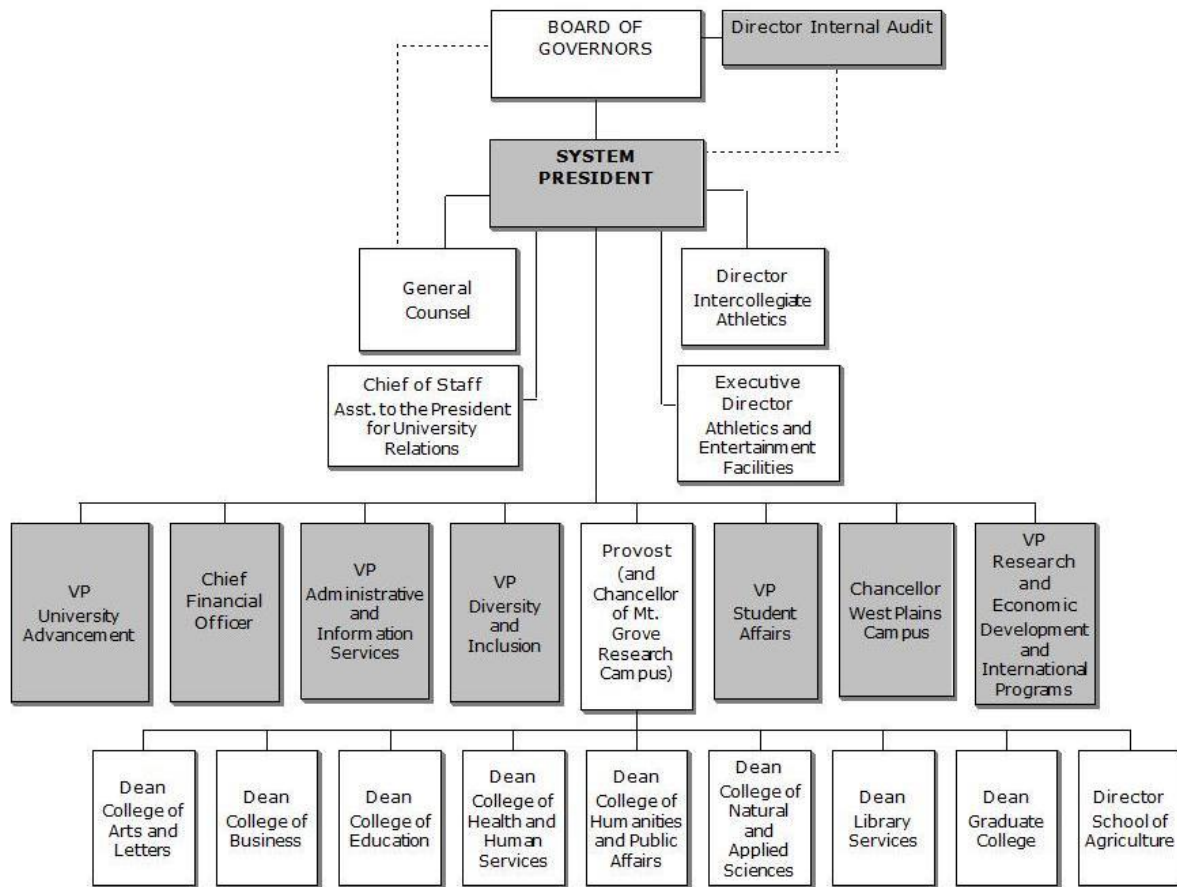 BOARD OF
GOVERNORS
Director Internal Audit
SYSTEM
PRESIDENT
General
Counsel
Director
Intercollegiate
Athletics
Chief of Staff
Asst. to the President
for University
Relations
Executive
Director
Athletics and
Entertainment
Facilities
VP
University
Advancement
Chief
Financial
Officer
VP
Administrative
and
Information
Services
VP
Diversity
and
Inclusion
Provost
(and
Chancellor
of Mt.
Grove
Research
Campus)
VP
Student
Affairs
Chancellor
West Plains
Campus
VP
Research
and
Economic
Development
and
International
Programs
Dean
College of
Arts and
Letters
Dean
College of
Business
Dean
College of
Education
Dean
College of
Health and
Human
Services
Dean
College of
Humanities
and Public
Affairs
Dean
College of
Natural
and
Applied
Sciences
Dean
Library
Services
Dean
Graduate
College
Director
School of
Agriculture